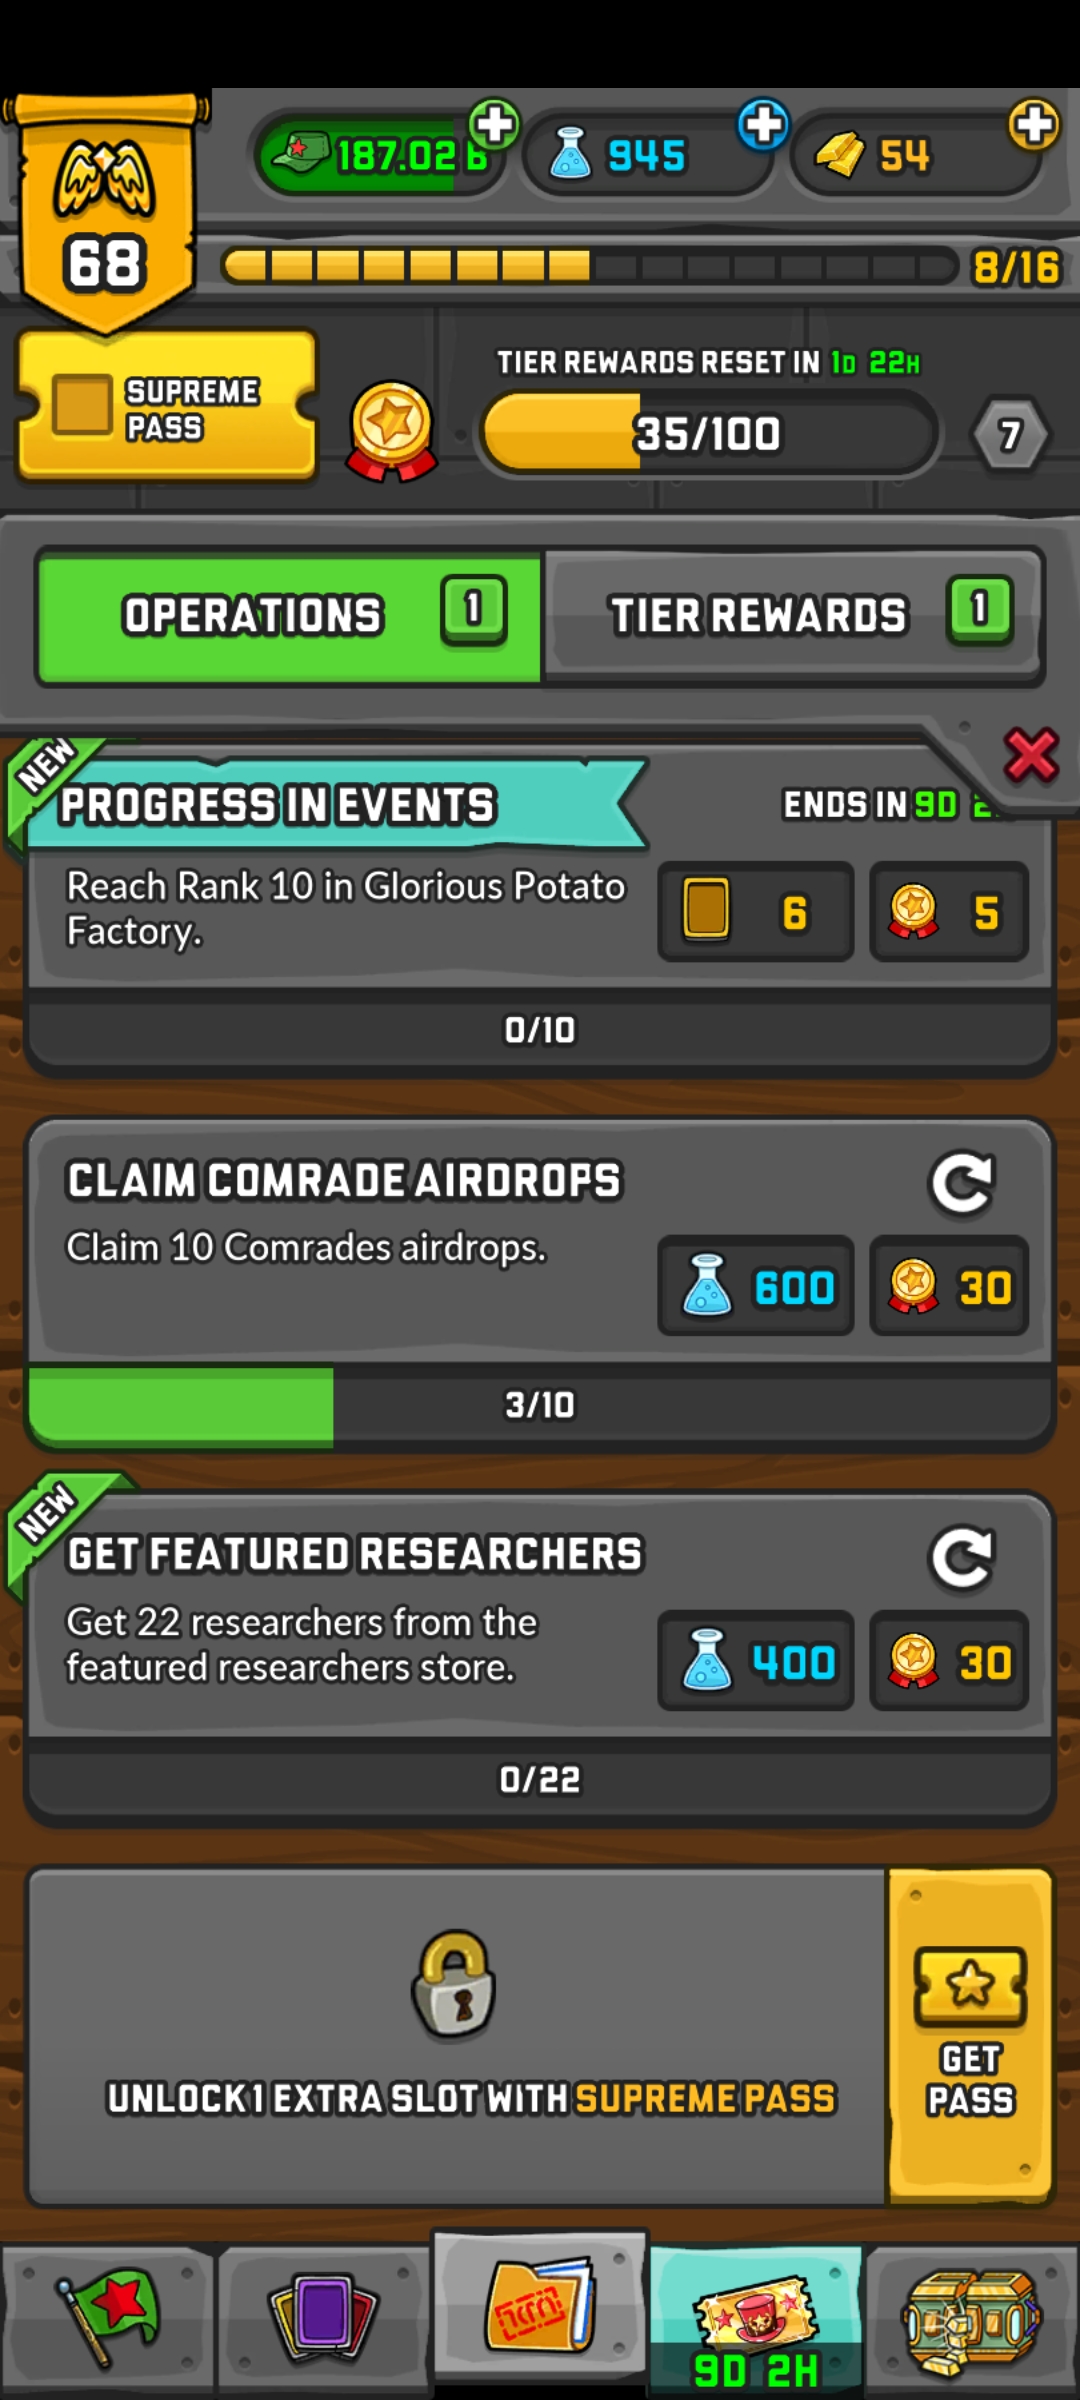 187.02 B
945
54
68
8/16
SUPREME
PASS
TIER REWARDS RESET IN 1D 22H
35/100
7
OPERATIONS
1
TIER REWARDS
1
NEW
PROGRESS IN EVENTS
ENDS IN 9D
Reach Rank 10 in Glorious Potato
Factory.
6
5
0/10
CLAIM COMRADE AIRDROPS
Claim 10 Comrades airdrops.
600
30
3/10
NEW
GET FEATURED RESEARCHERS
Get 22 researchers from the
featured researchers store.
400
30
0/22
UNLOCK 1 EXTRA SLOT WITH SUPREME PASS
GET
PASS
9D 2H